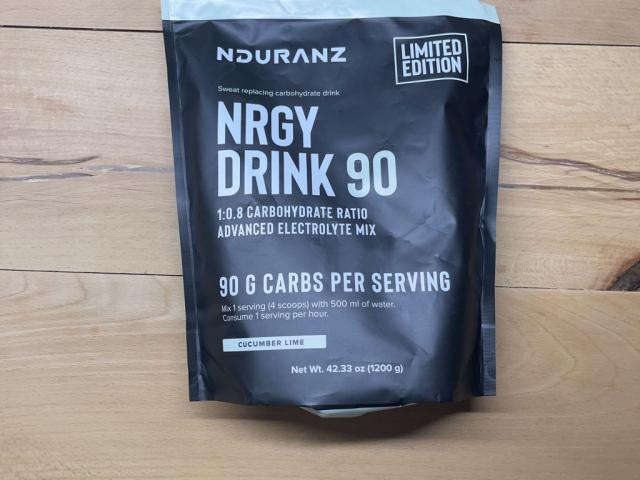 NDURANZ
LIMITED
EDITION
Sweat replacing carbohydrate drink
NRGY
DRINK 90
1:0.8 CARBOHYDRATE RATIO
ADVANCED ELECTROLYTE MIX
90 G CARBS PER SERVING
Mix 1 serving (4 scoops) with 500 ml of water.
Consume 1 serving per hour.
CUCUMBER LIME
Net Wt. 42.33 oz (1200 g)